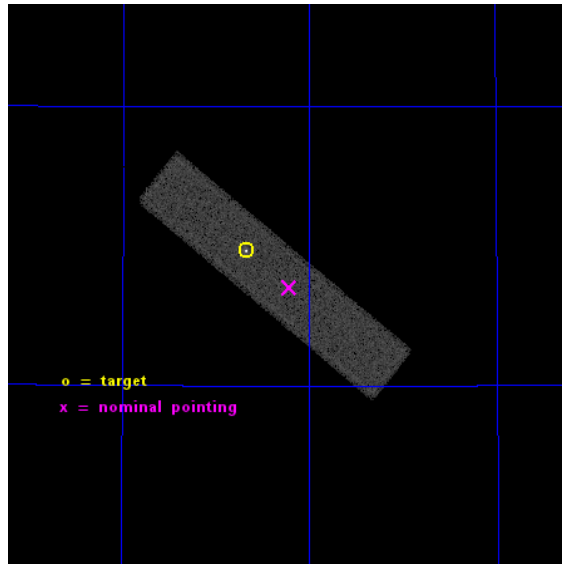 o = target
x = nominal pointing